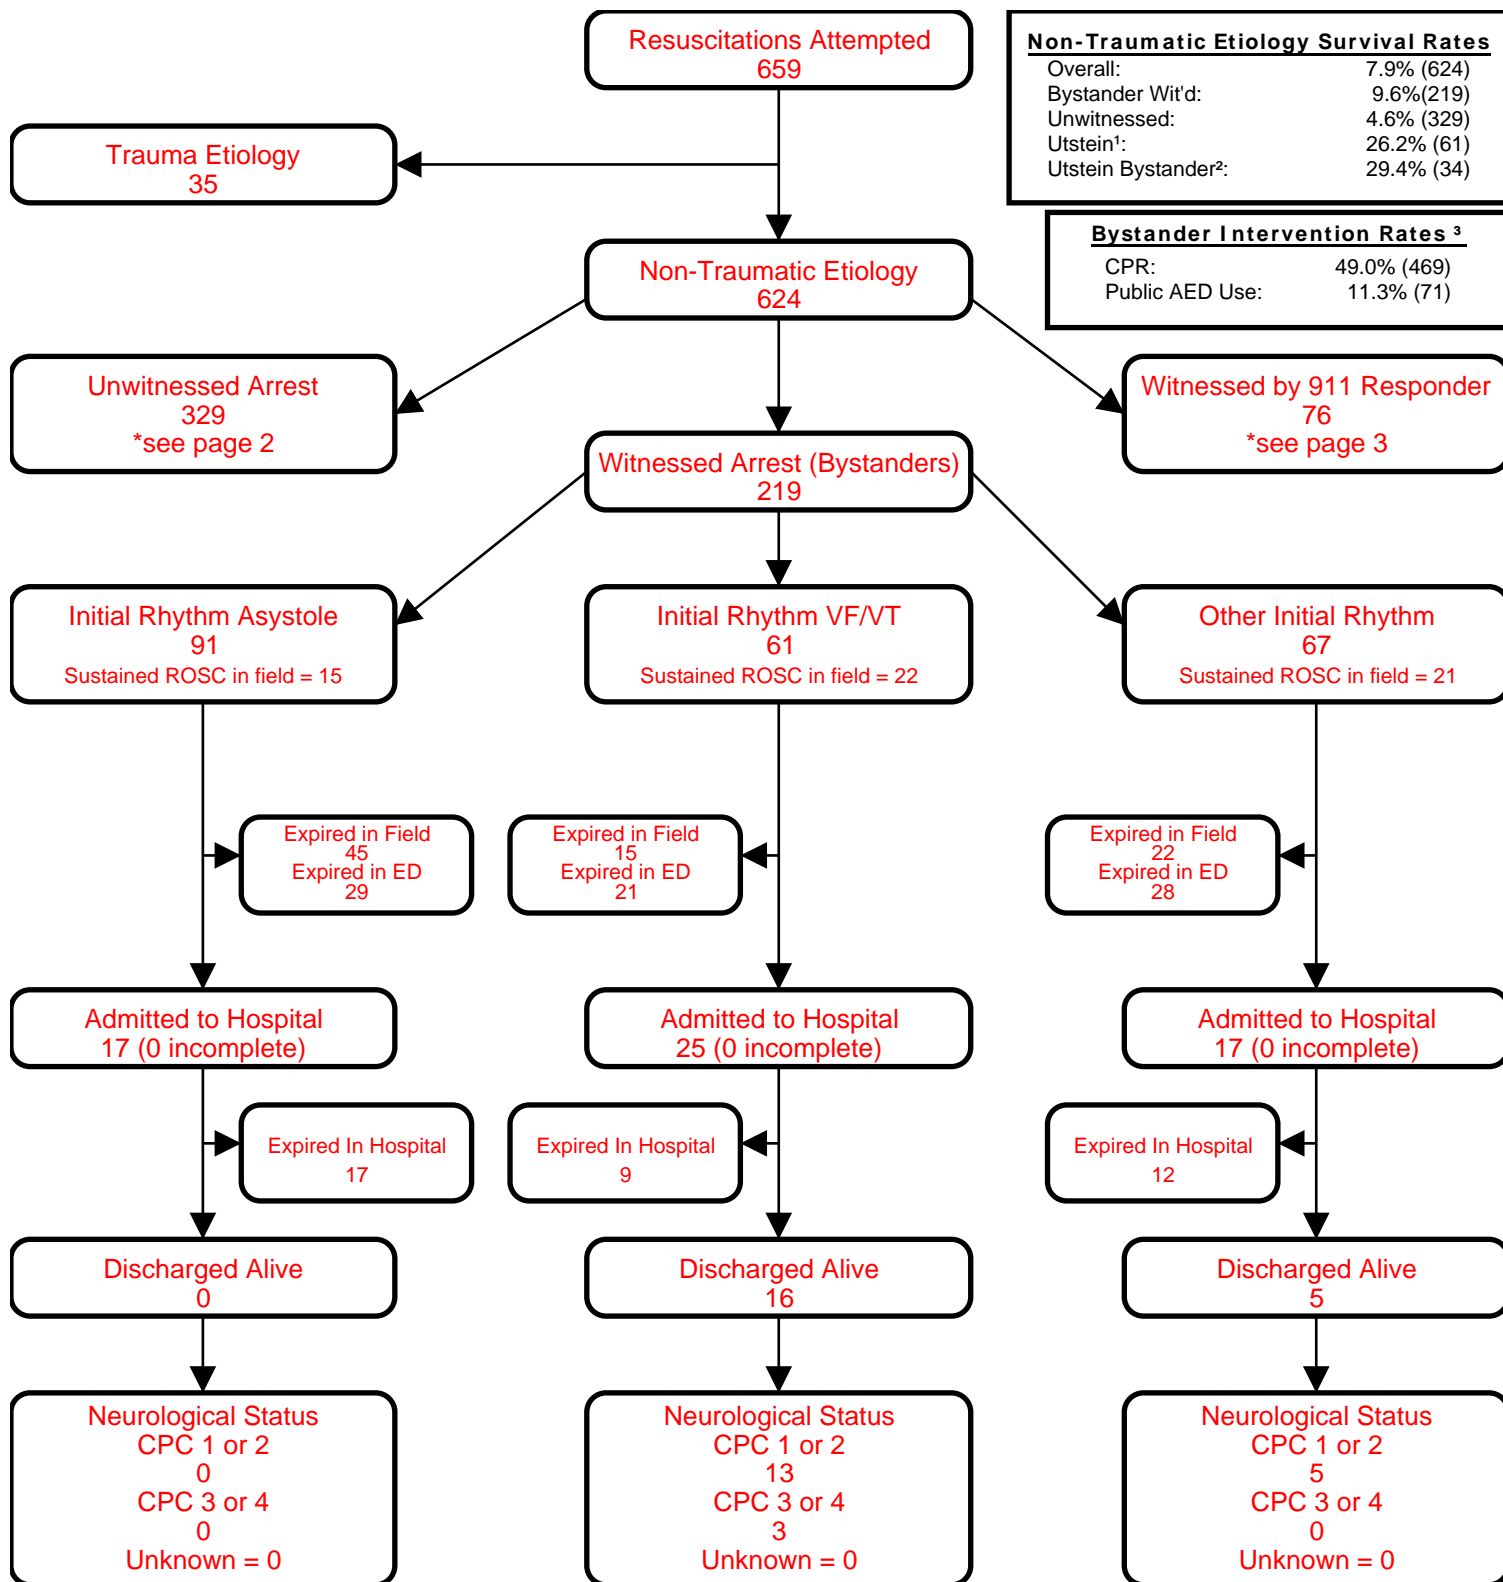 Resuscitations Attempted
659
Non-Traumatic Etiology Survival Rates
Overall: 7.9% (624)
Bystander Wit'd: 9.6%(219)
Unwitnessed: 4.6% (329)
Utstein¹: 26.2% (61)
Utstein Bystander²: 29.4% (34)
Trauma Etiology
35
Bystander Intervention Rates ³
CPR: 49.0% (469)
Public AED Use: 11.3% (71)
Non-Traumatic Etiology
624
Unwitnessed Arrest
329
*see page 2
Witnessed by 911 Responder
76
*see page 3
Witnessed Arrest (Bystanders)
219
Initial Rhythm Asystole
91
Sustained ROSC in field = 15
Initial Rhythm VF/VT
61
Sustained ROSC in field = 22
Other Initial Rhythm
67
Sustained ROSC in field = 21
Expired in Field
45
Expired in ED
29
Expired in Field
15
Expired in ED
21
Expired in Field
22
Expired in ED
28
Admitted to Hospital
17 (0 incomplete)
Admitted to Hospital
25 (0 incomplete)
Admitted to Hospital
17 (0 incomplete)
Expired In Hospital
17
Expired In Hospital
9
Expired In Hospital
12
Discharged Alive
0
Discharged Alive
16
Discharged Alive
5
Neurological Status
CPC 1 or 2
0
CPC 3 or 4
0
Unknown = 0
Neurological Status
CPC 1 or 2
13
CPC 3 or 4
3
Unknown = 0
Neurological Status
CPC 1 or 2
5
CPC 3 or 4
0
Unknown = 0